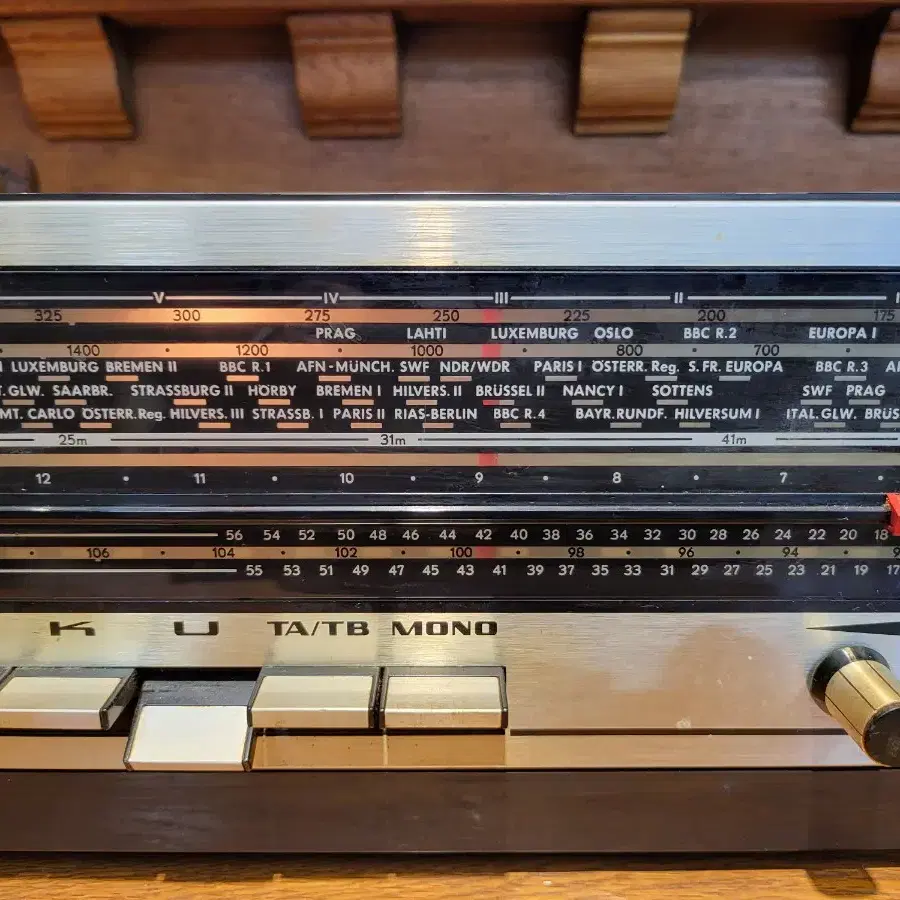 V IV III II
325 300 275 250 225 200 175
PRAG LAHTI LUXEMBURG OSLO BBC R.2 EUROPA I
1400 1200 1000 800 700
LUXEMBURG BREMEN II BBC R.1 AFN-MÜNCH. SWF NDR/WDR PARIS I ÖSTERR. Reg. S.FR. EUROPA BBC R.3
T.GLW. SAARBR. STRASSBURG II HÖRBY BREMEN I HILVERS. II BRÜSSEL II NANCY I SOTTENS SWF PRAG
MT. CARLO ÖSTERR.Reg. HILVERS. III STRASSB. I PARIS II RIAS-BERLIN BBC R.4 BAYR.RUNDF. HILVERSUM I ITAL.GLW. BRÜS
25m 31m 41m
12 11 10 9 8 7
56 54 52 50 48 46 44 42 40 38 36 34 32 30 28 26 24 22 20 18
106 104 102 100 98 96 94
55 53 51 49 47 45 43 41 39 37 35 33 31 29 27 25 23 21 19 17
K U TA/TB MONO